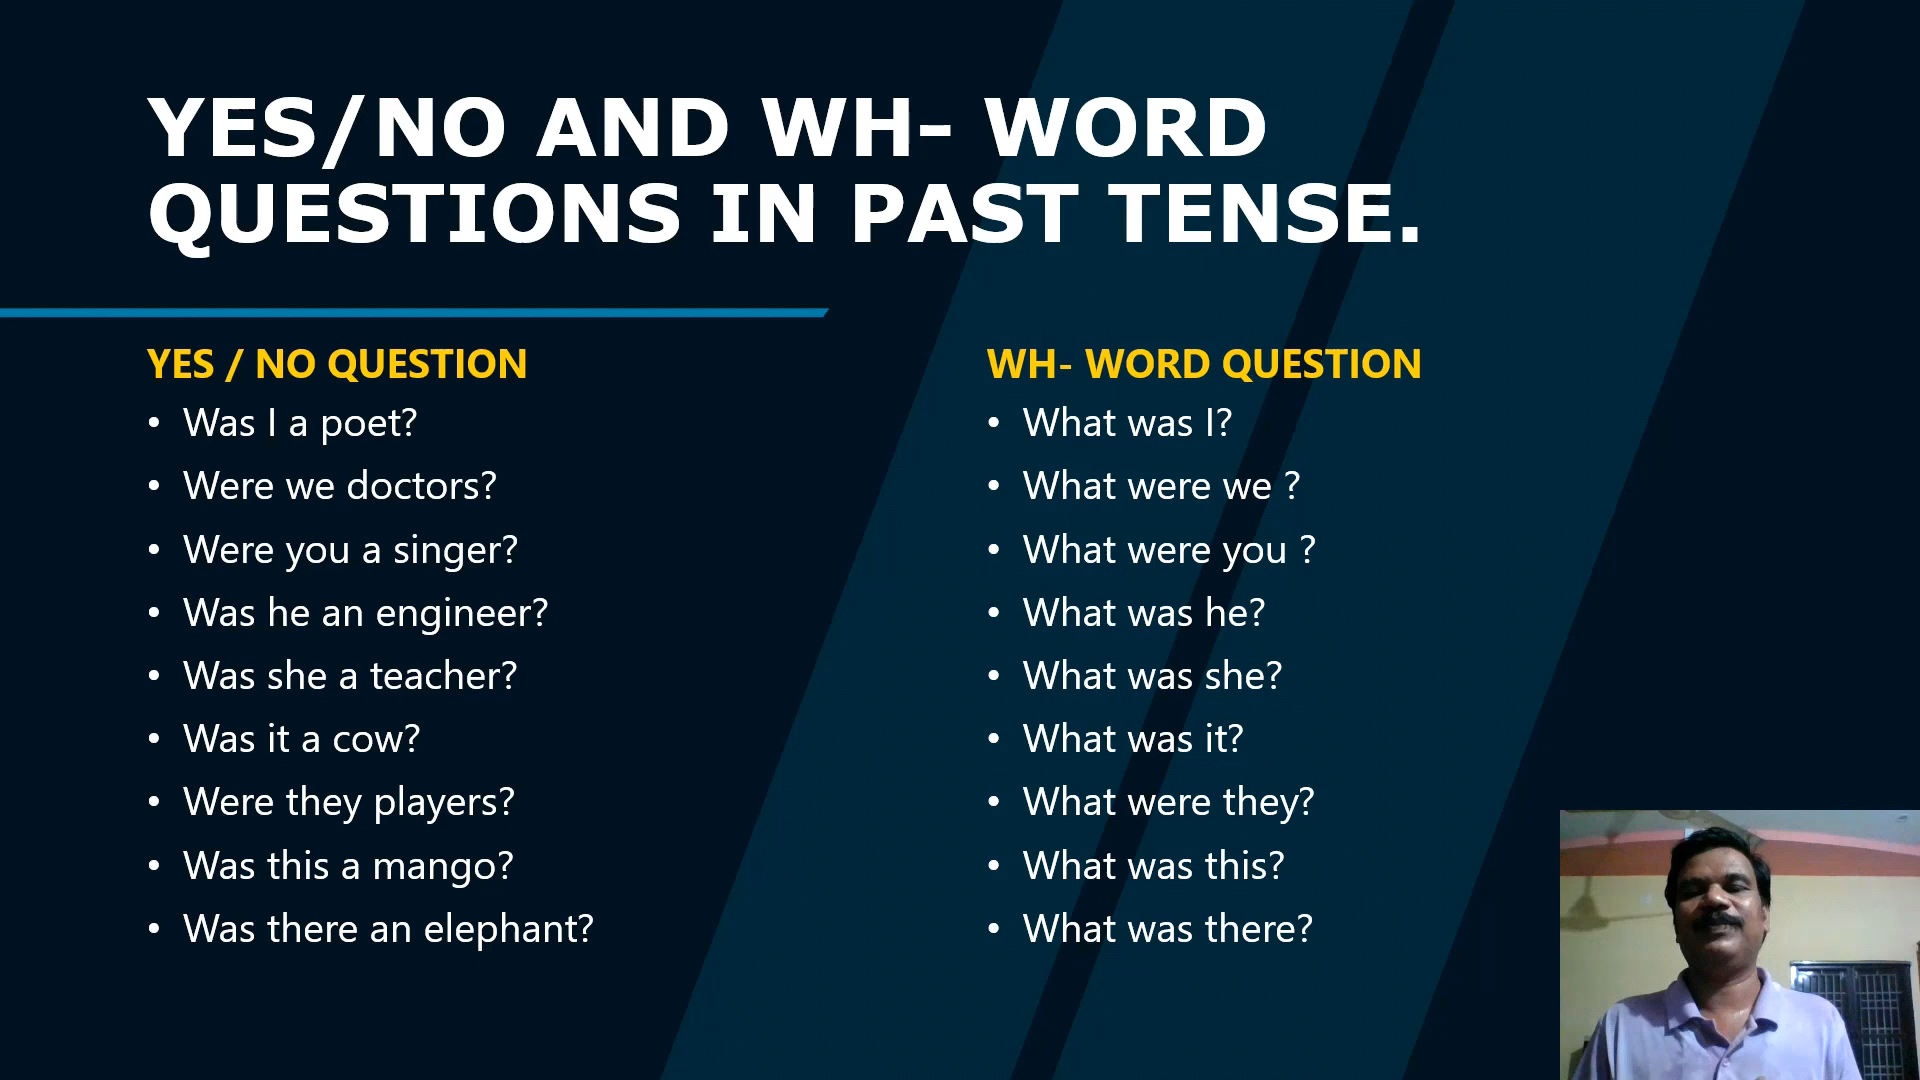 YES/NO AND WH- WORD
QUESTIONS IN PAST TENSE.
YES / NO QUESTION
• Was I a poet?
• Were we doctors?
• Were you a singer?
• Was he an engineer?
• Was she a teacher?
• Was it a cow?
• Were they players?
• Was this a mango?
• Was there an elephant?
WH- WORD QUESTION
• What was I?
• What were we ?
• What were you ?
• What was he?
• What was she?
• What was it?
• What were they?
• What was this?
• What was there?